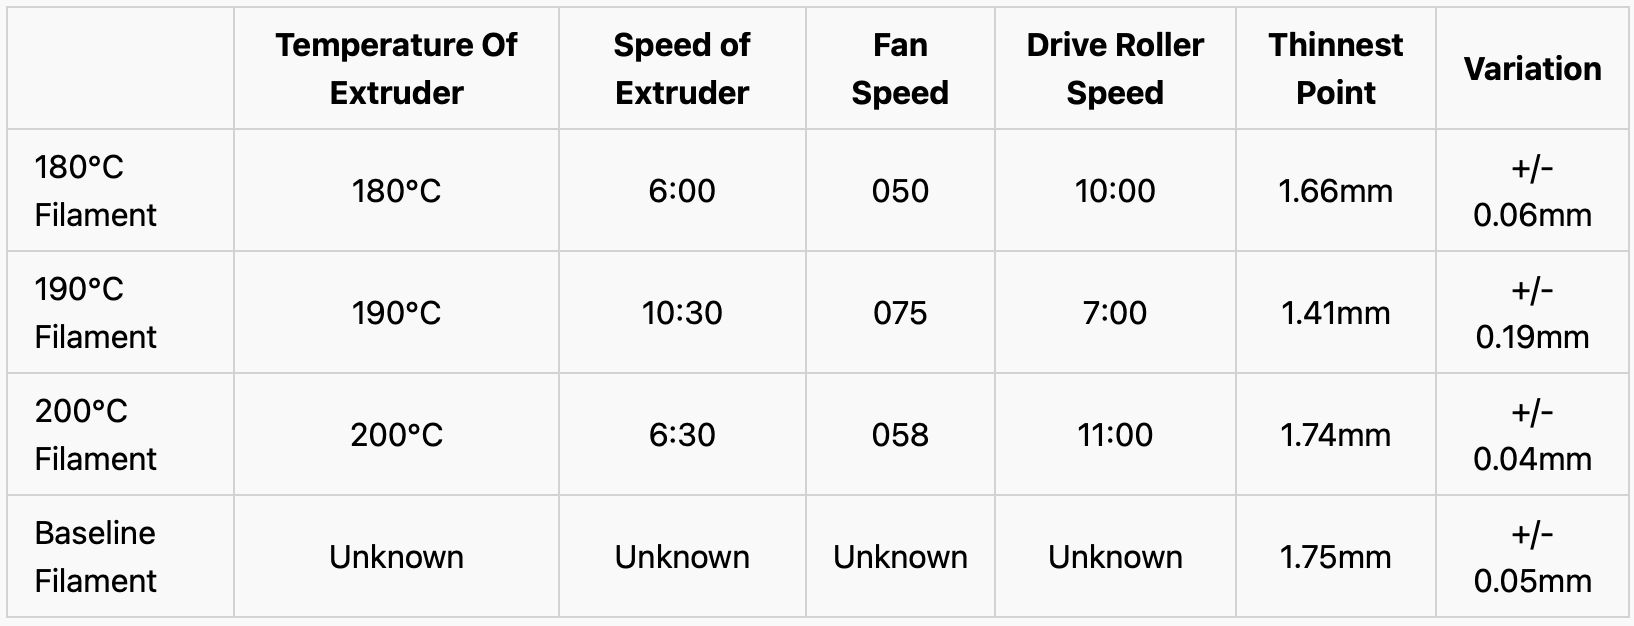 Temperature Of Extruder | Speed of Extruder | Fan Speed | Drive Roller Speed | Thinnest Point | Variation
180°C Filament | 180°C | 6:00 | 050 | 10:00 | 1.66mm | +/- 0.06mm
190°C Filament | 190°C | 10:30 | 075 | 7:00 | 1.41mm | +/- 0.19mm
200°C Filament | 200°C | 6:30 | 058 | 11:00 | 1.74mm | +/- 0.04mm
Baseline Filament | Unknown | Unknown | Unknown | Unknown | 1.75mm | +/- 0.05mm